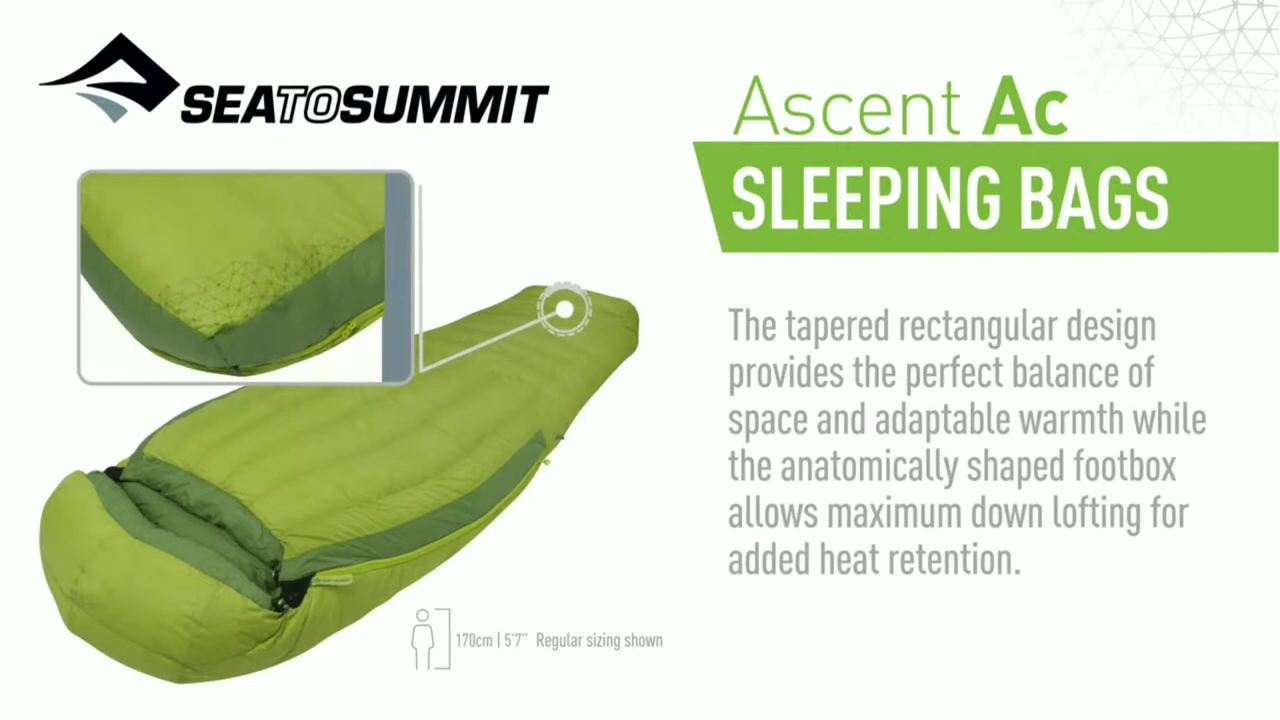 SEATOSUMMIT
Ascent Ac
SLEEPING BAGS
The tapered rectangular design
provides the perfect balance of
space and adaptable warmth while
the anatomically shaped footbox
allows maximum down lofting for
added heat retention.
170cm | 5'7" Regular sizing shown